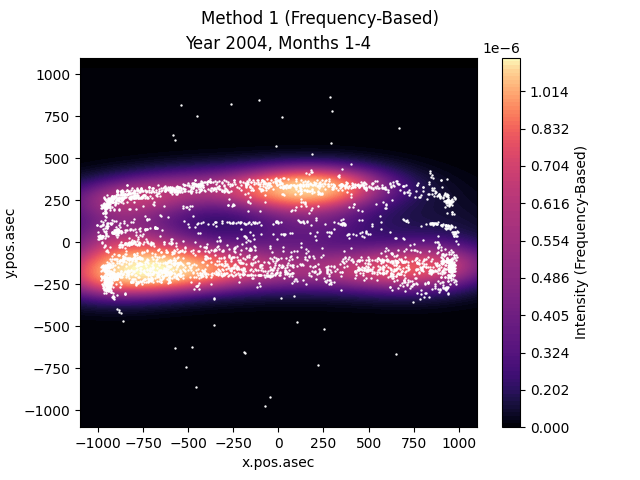 Method 1 (Frequency-Based)
Year 2004, Months 1-4
1e−6
1000
750
500
250
0
−250
−500
−750
−1000
y.pos.asec
−1000 −750 −500 −250 0 250 500 750 1000
x.pos.asec
1.014
0.832
0.704
0.616
0.554
0.486
0.405
0.324
0.202
0.000
Intensity (Frequency-Based)